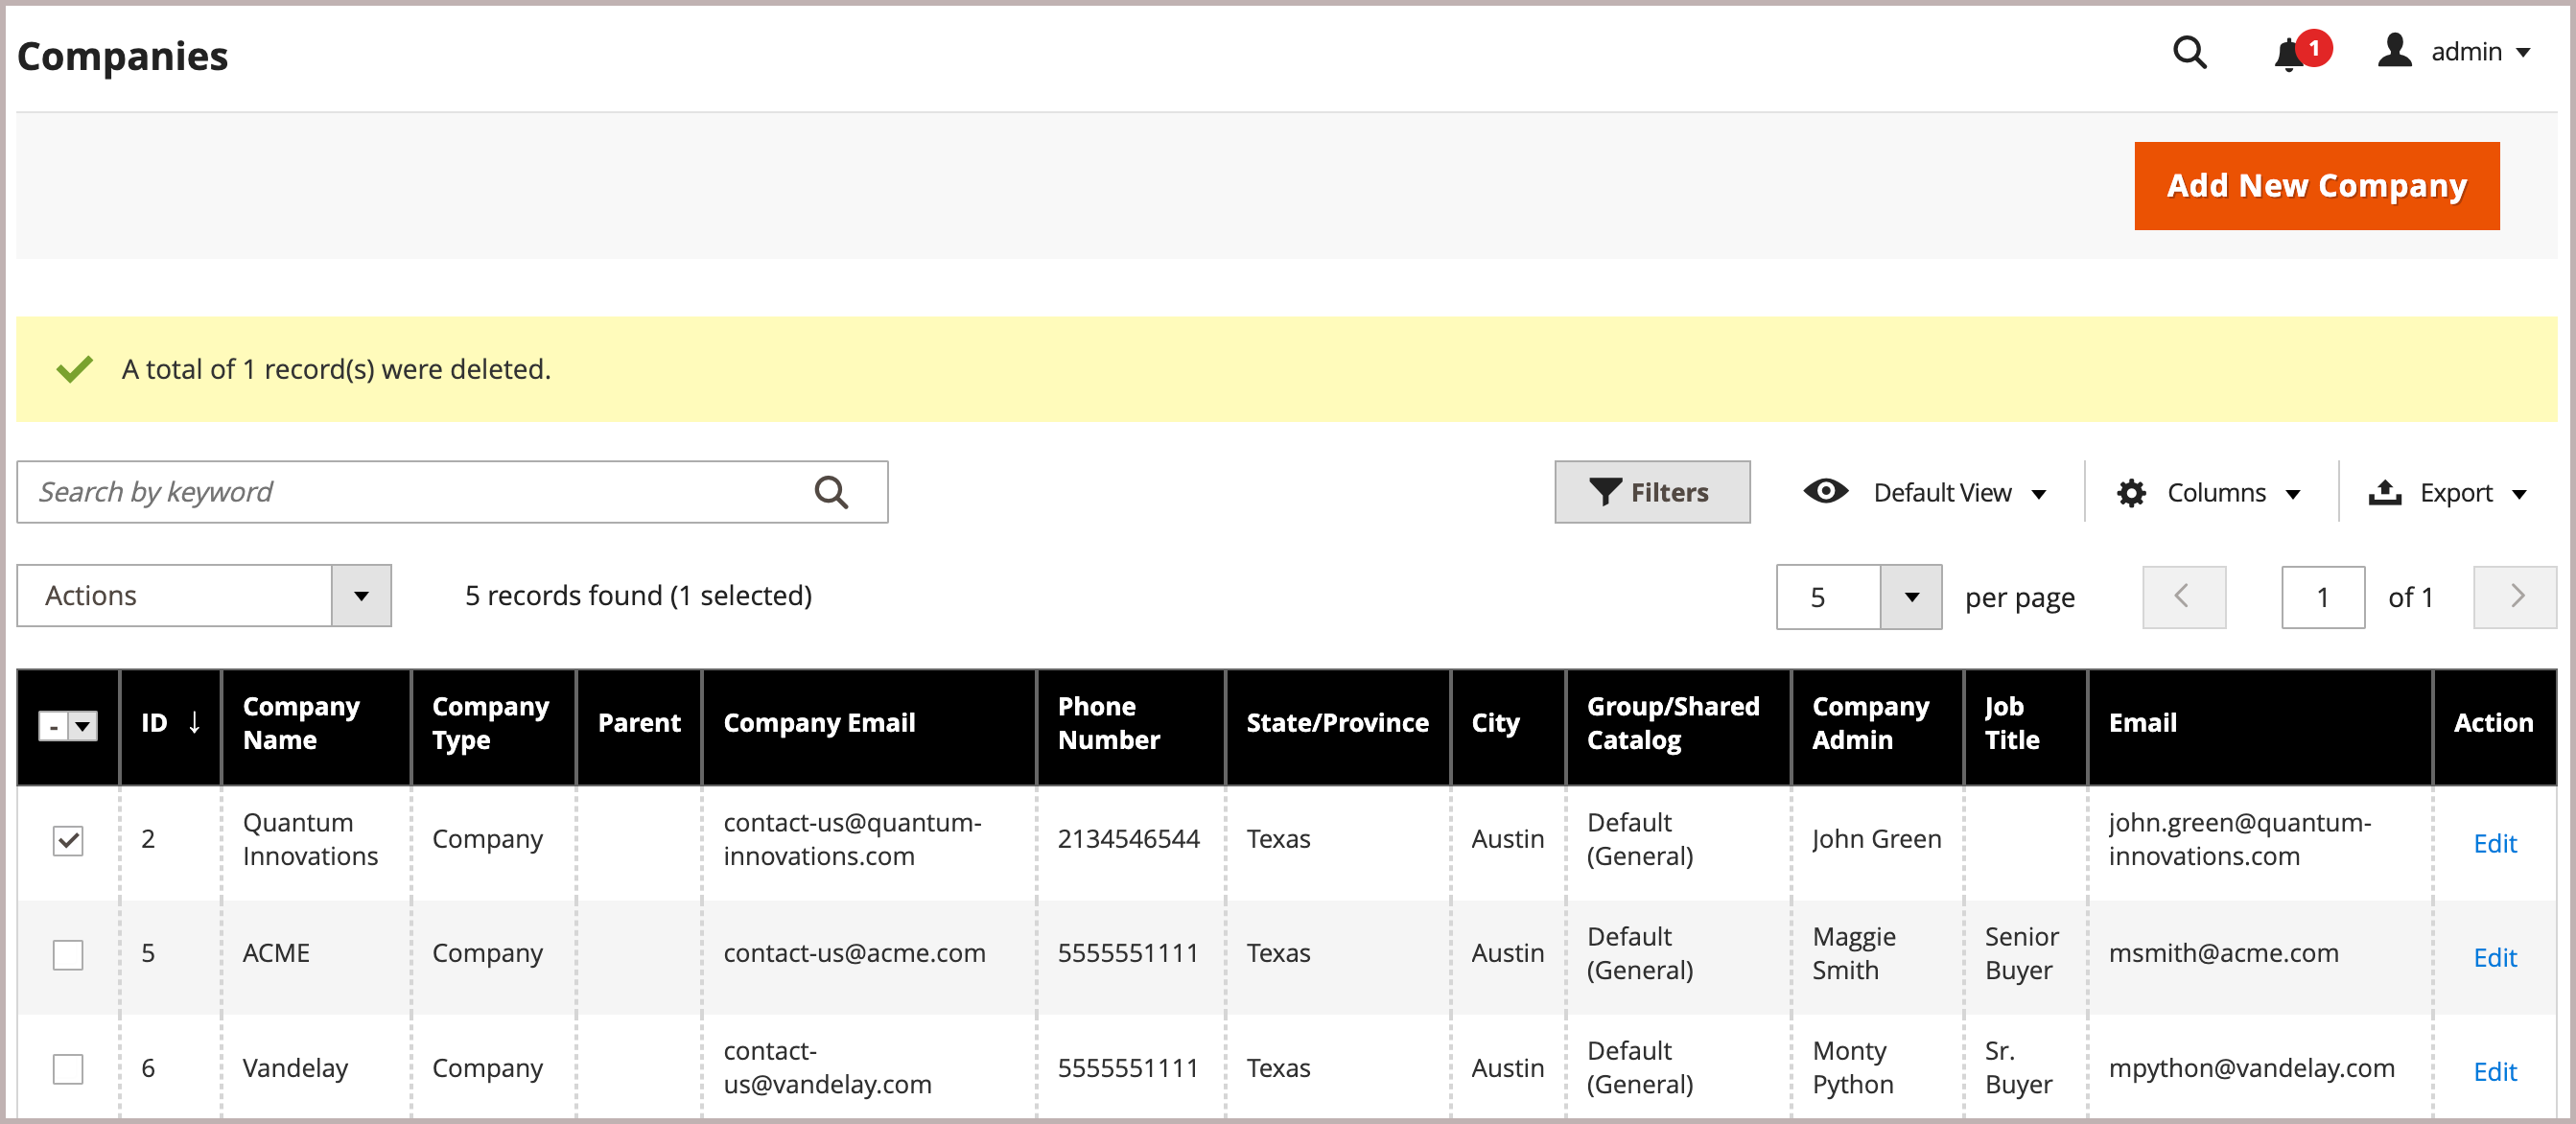 Companies
1
admin
Add New Company
A total of 1 record(s) were deleted.
Search by keyword
Filters
Default View
Columns
Export
Actions
5 records found (1 selected)
5
per page
1
of 1
- ID ↓ Company Name Company Type Parent Company Email Phone Number State/Province City Group/Shared Catalog Company Admin Job Title Email Action
2 Quantum Innovations Company contact-us@quantum-innovations.com 2134546544 Texas Austin Default (General) John Green john.green@quantum-innovations.com Edit
5 ACME Company contact-us@acme.com 5555551111 Texas Austin Default (General) Maggie Smith Senior Buyer msmith@acme.com Edit
6 Vandelay Company contact-us@vandelay.com 5555551111 Texas Austin Default (General) Monty Python Sr. Buyer mpython@vandelay.com Edit